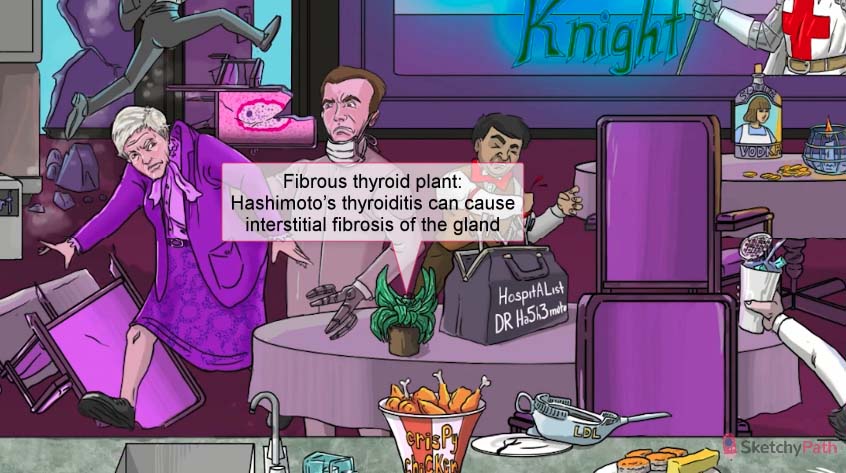 Knight
Fibrous thyroid plant:
Hashimoto's thyroiditis can cause
interstitial fibrosis of the gland
VODKA
HospitAList
DR Ha5h3moto
crisPy
chicKen
LDL
SketchyPath